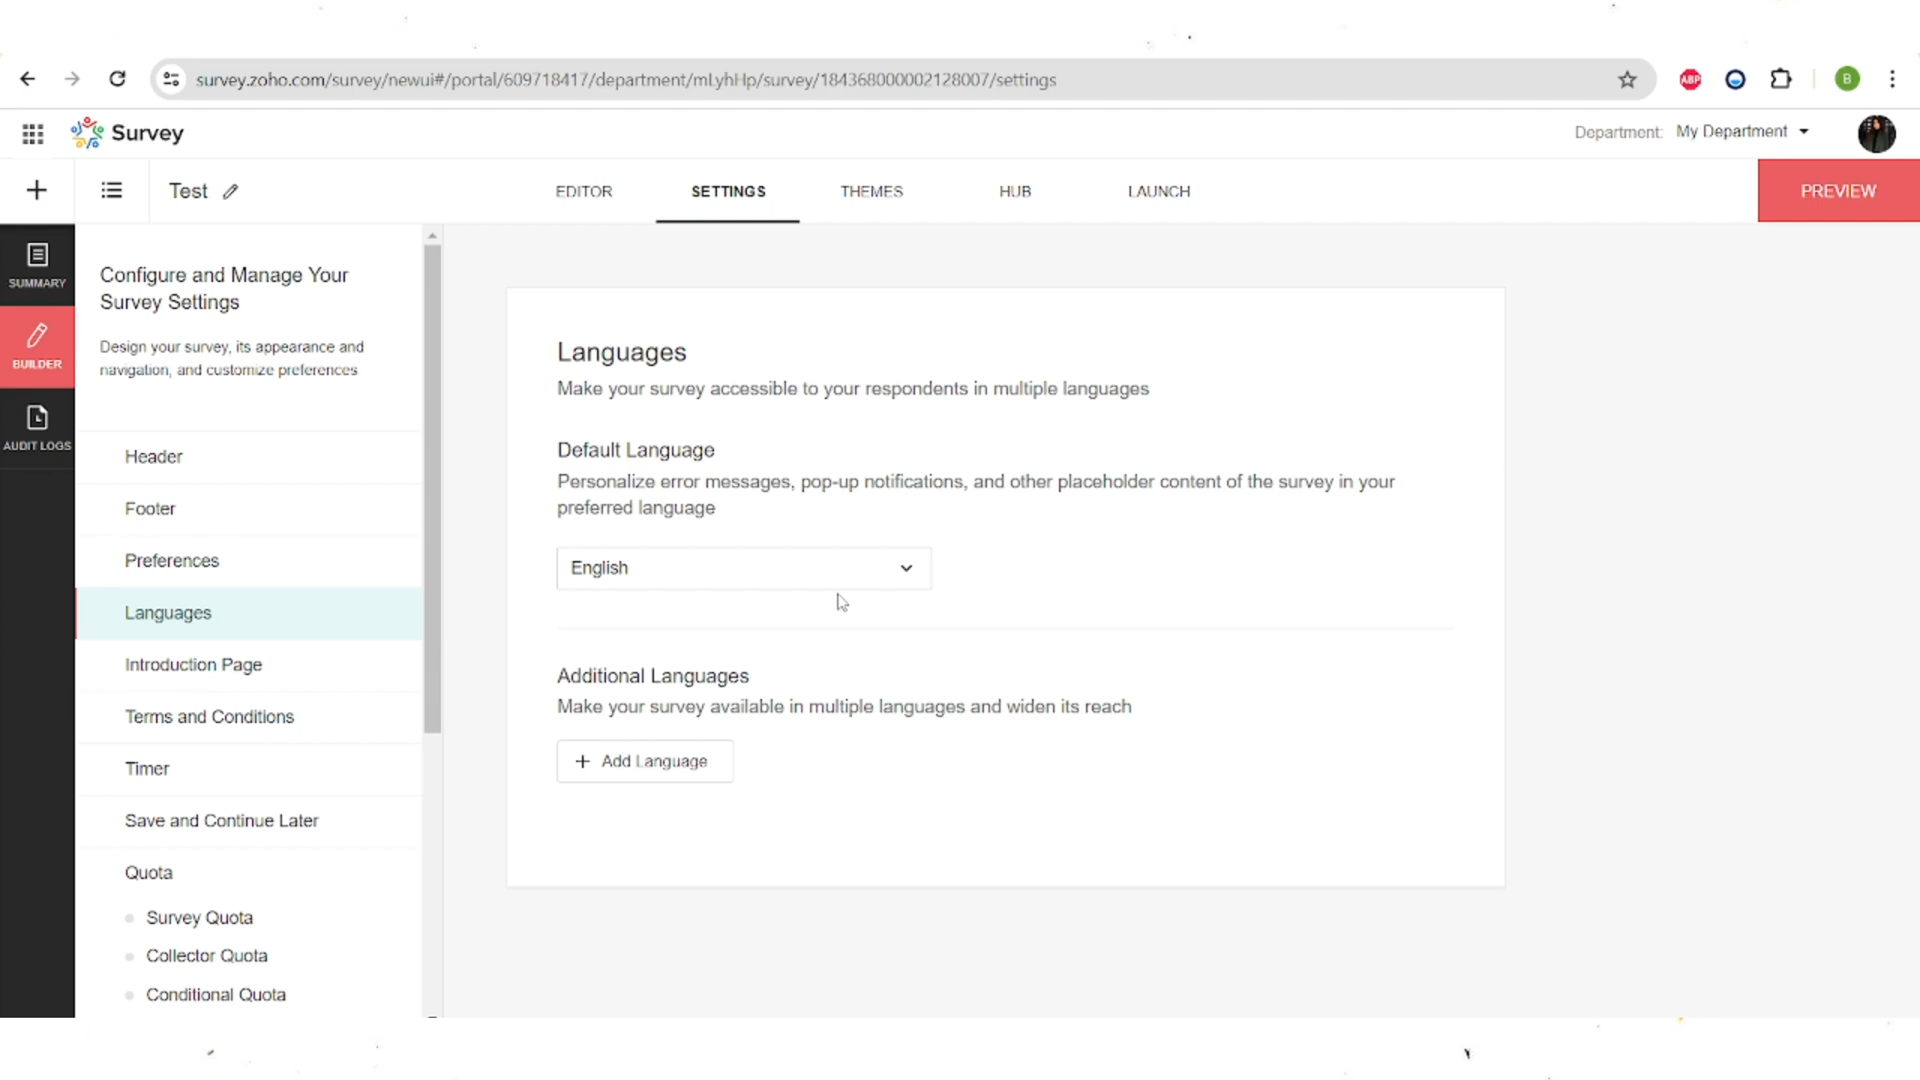 survey.zoho.com/survey/newui#/portal/609718417/department/mLyhHp/survey/184368000002128007/settings
ABP
B
Survey
Department: My Department
Test
EDITOR
SETTINGS
THEMES
HUB
LAUNCH
PREVIEW
SUMMARY
BUILDER
AUDIT LOGS
Configure and Manage Your
Survey Settings
Design your survey, its appearance and
navigation, and customize preferences
Header
Footer
Preferences
Languages
Introduction Page
Terms and Conditions
Timer
Save and Continue Later
Quota
Survey Quota
Collector Quota
Conditional Quota
Languages
Make your survey accessible to your respondents in multiple languages
Default Language
Personalize error messages, pop-up notifications, and other placeholder content of the survey in your
preferred language
English
Additional Languages
Make your survey available in multiple languages and widen its reach
+ Add Language